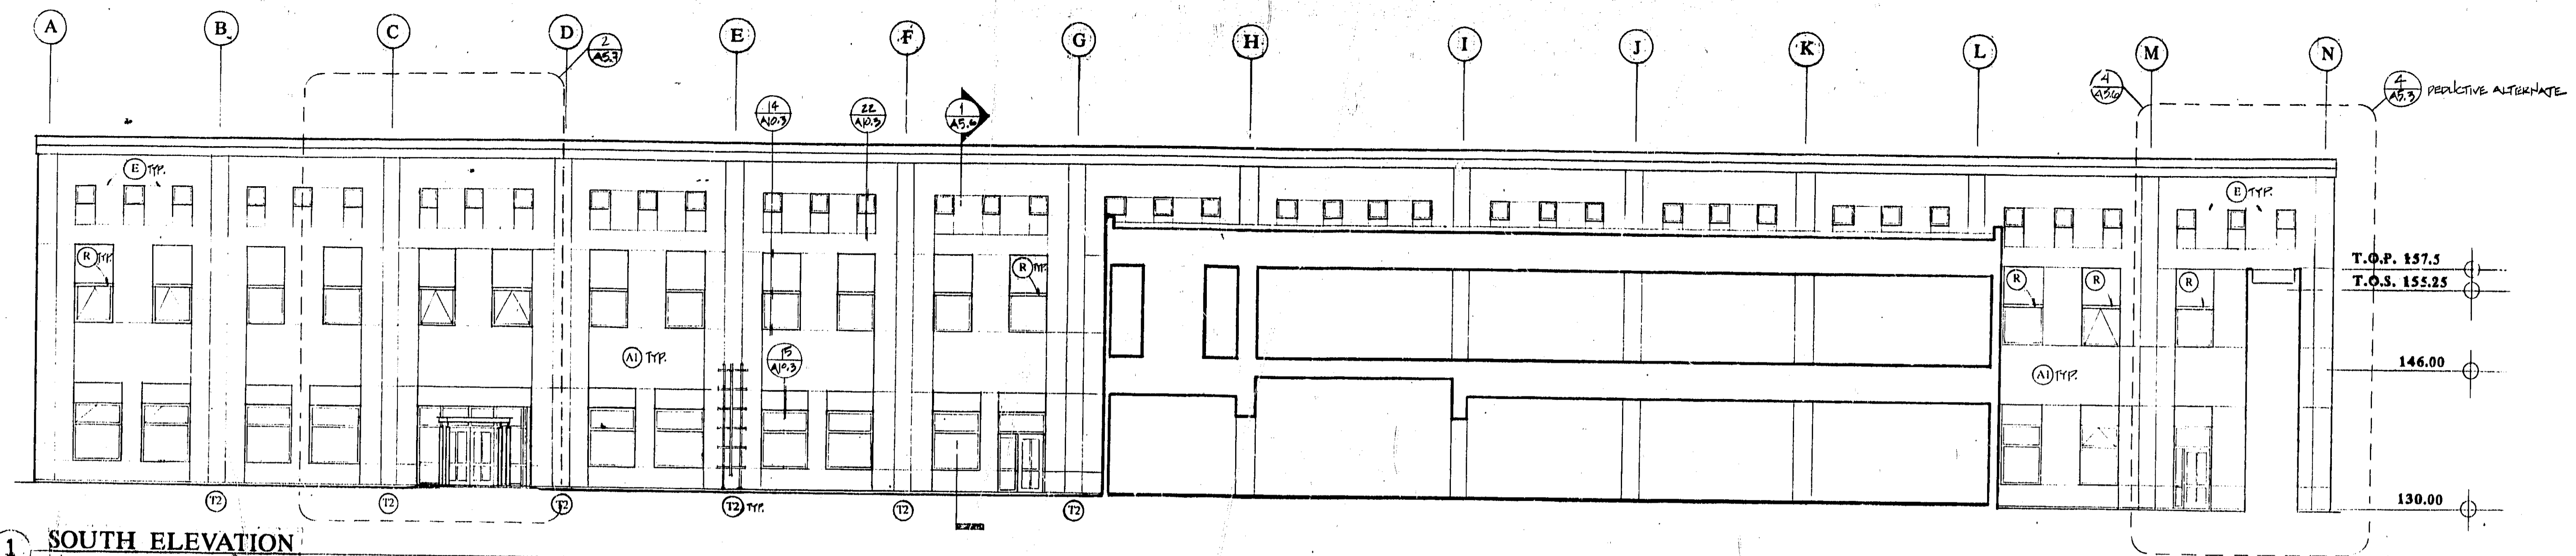 A B C D E F G H I J K L M N
2
A5.7
14
A10.3
22
A10.3
1
A5.6
4
A5.6
4
A5.3 DEDUCTIVE ALTERNATE
E TYP.
E TYP.
R TYP.
R TYP.
R R R
T.O.P. 157.5
T.O.S. 155.25
A1 TYP.
15
A10.3
A1 TYP.
146.00
130.00
T2 T2 T2 T2 TYP. T2 T2
1 SOUTH ELEVATION